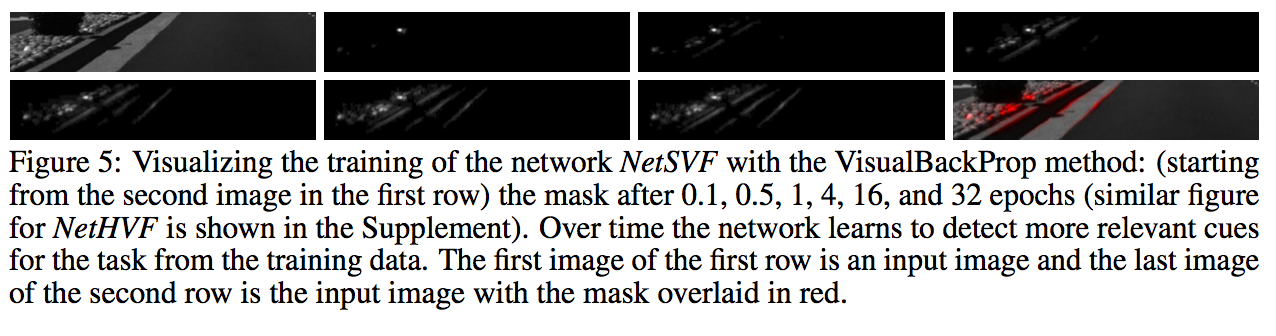 Figure 5: Visualizing the training of the network NetSVF with the VisualBackProp method: (starting
from the second image in the first row) the mask after 0.1, 0.5, 1, 4, 16, and 32 epochs (similar figure
for NetHVF is shown in the Supplement). Over time the network learns to detect more relevant cues
for the task from the training data. The first image of the first row is an input image and the last image
of the second row is the input image with the mask overlaid in red.